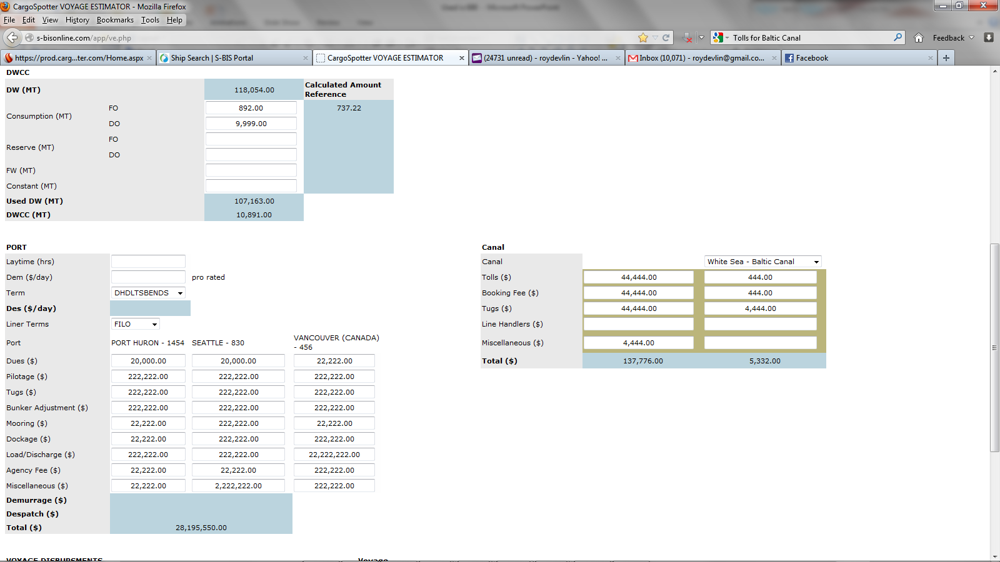 CargoSpotter VOYAGE ESTIMATOR - Mozilla Firefox
File Edit View History Bookmarks Tools Help
s-bisonline.com/app/ve.php Tolls for Baltic Canal Feedback
https://prod.carg...ter.com/Home.aspx Ship Search | S-BIS Portal CargoSpotter VOYAGE ESTIMATOR (24731 unread) - roydevlin - Yahoo! ... Inbox (10,071) - roydevlin@gmail.co... Facebook
DWCC
DW (MT) 118,054.00 Calculated Amount Reference
Consumption (MT) FO 892.00 737.22
DO 9,999.00
Reserve (MT) FO
DO
FW (MT)
Constant (MT)
Used DW (MT) 107,163.00
DWCC (MT) 10,891.00
PORT
Laytime (hrs)
Dem ($/day) pro rated
Term DHDLTSBENDS
Des ($/day)
Liner Terms FILO
Port PORT HURON - 1454 SEATTLE - 830 VANCOUVER (CANADA) - 456
Dues ($) 20,000.00 20,000.00 22,222.00
Pilotage ($) 222,222.00 222,222.00 222,222.00
Tugs ($) 222,222.00 222,222.00 222,222.00
Bunker Adjustment ($) 222,222.00 222,222.00 222,222.00
Mooring ($) 22,222.00 222,222.00 22,222.00
Dockage ($) 22,222.00 222,222.00 222,222.00
Load/Discharge ($) 222,222.00 222,222.00 22,222,222.00
Agency Fee ($) 22,222.00 22,222.00 222,222.00
Miscellaneous ($) 22,222.00 2,222,222.00 222,222.00
Demurrage ($)
Despatch ($)
Total ($) 28,195,550.00
Canal
Canal White Sea - Baltic Canal
Tolls ($) 44,444.00 444.00
Booking Fee ($) 44,444.00 444.00
Tugs ($) 44,444.00 4,444.00
Line Handlers ($)
Miscellaneous ($) 4,444.00
Total ($) 137,776.00 5,332.00
VOYAGE DISBURSMENTS Voyage